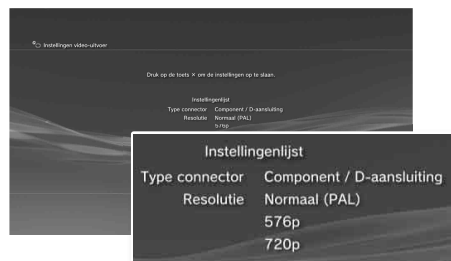 Instellingen video-uitvoer
Druk op de toets × om de instellingen op te slaan.
Instellingenlijst
Type connector Component / D-aansluiting
Resolutie Normaal (PAL)
576p
Instellingenlijst
Type connector Component / D-aansluiting
Resolutie Normaal (PAL)
576p
720p